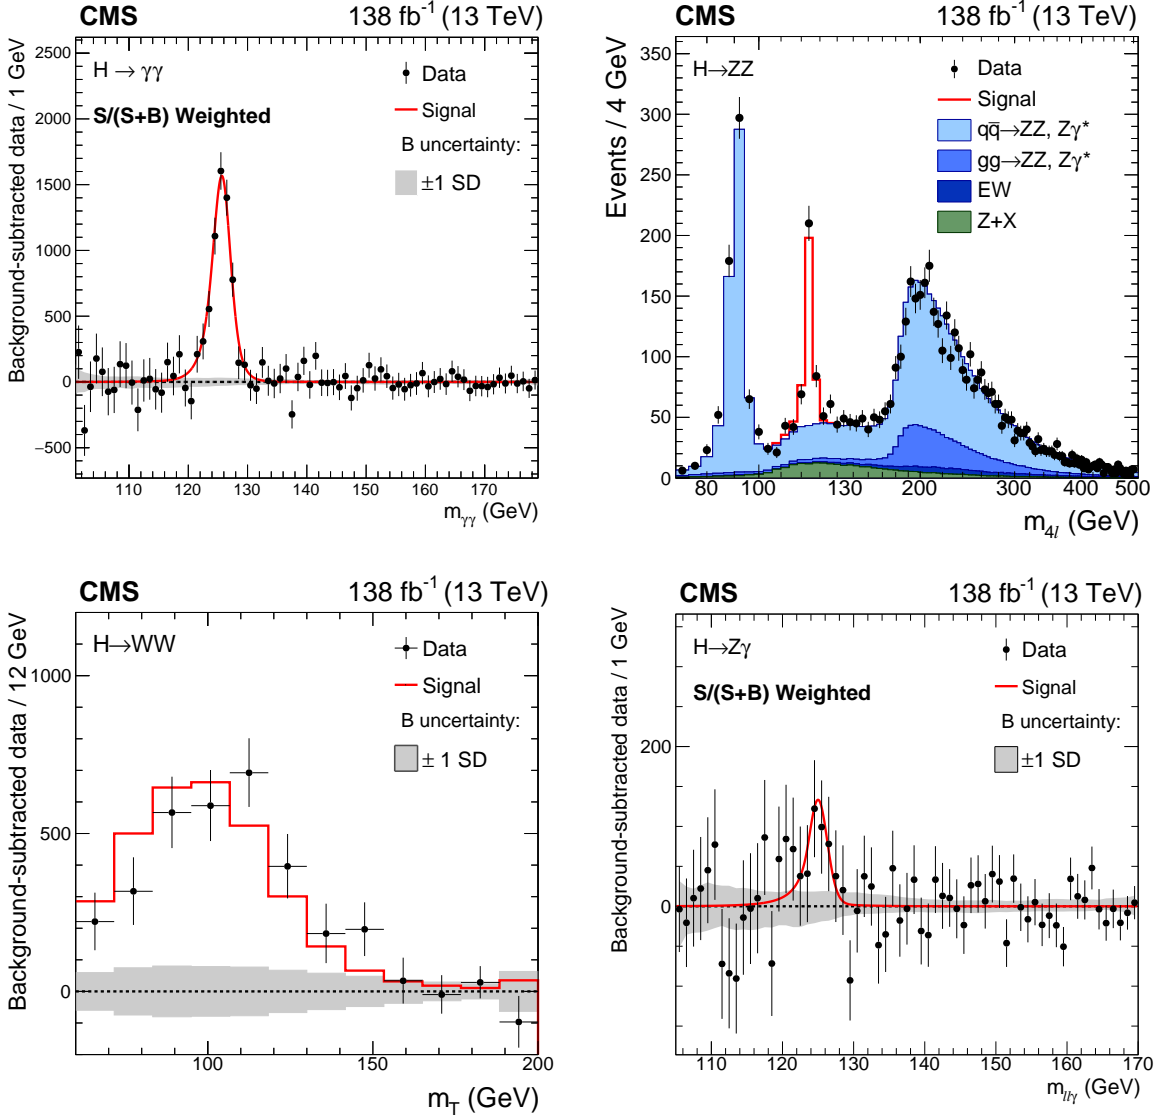 CMS 138 fb⁻¹ (13 TeV)
H → γγ
S/(S+B) Weighted
Data
Signal
B uncertainty:
±1 SD
Background-subtracted data / 1 GeV
2500
2000
1500
1000
500
0
−500
110 120 130 140 150 160 170
m_γγ (GeV)
CMS 138 fb⁻¹ (13 TeV)
H→ZZ
Data
Signal
qq̅→ZZ, Zγ*
gg→ZZ, Zγ*
EW
Z+X
Events / 4 GeV
350
300
250
200
150
100
50
0
80 100 130 200 300 400 500
m_4l (GeV)
CMS 138 fb⁻¹ (13 TeV)
H→WW
Data
Signal
B uncertainty:
± 1 SD
Background-subtracted data / 12 GeV
1000
500
0
100 150 200
m_T (GeV)
CMS 138 fb⁻¹ (13 TeV)
H→Zγ
S/(S+B) Weighted
Data
Signal
B uncertainty:
±1 SD
Background-subtracted data / 1 GeV
200
0
110 120 130 140 150 160 170
m_llγ (GeV)